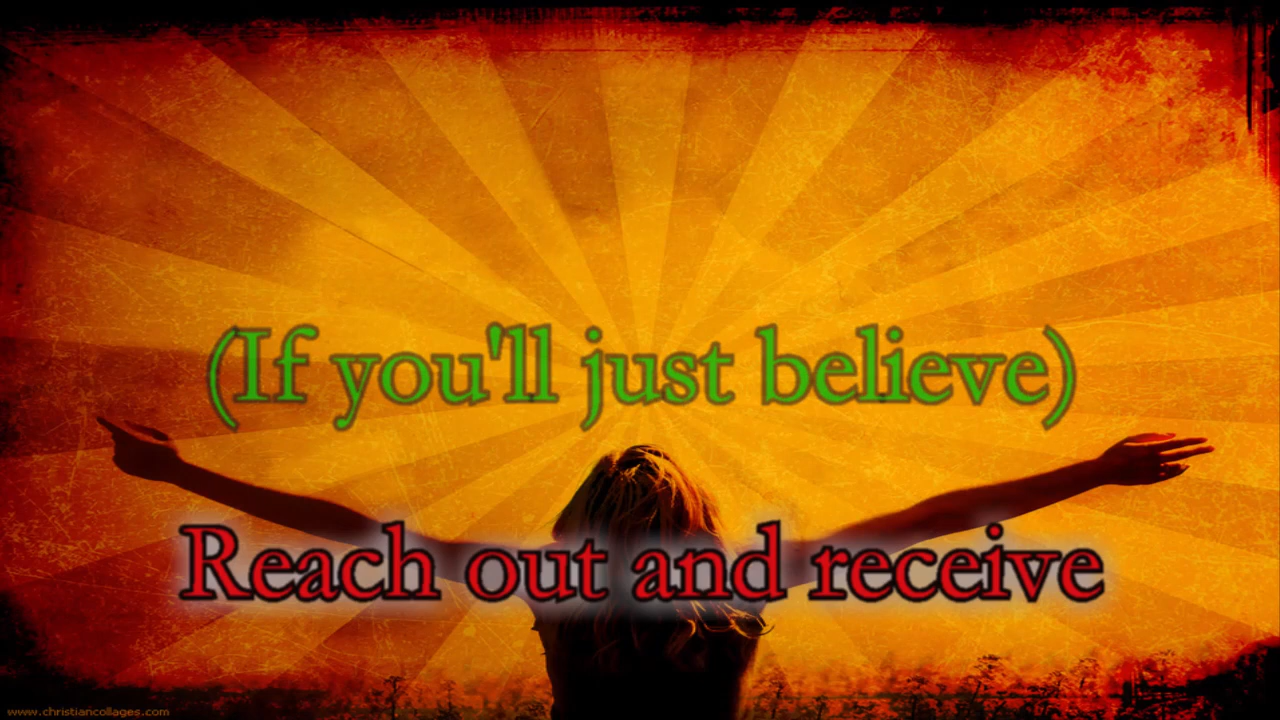 (If you'll just believe)
Reach out and receive
www.christiancollages.com